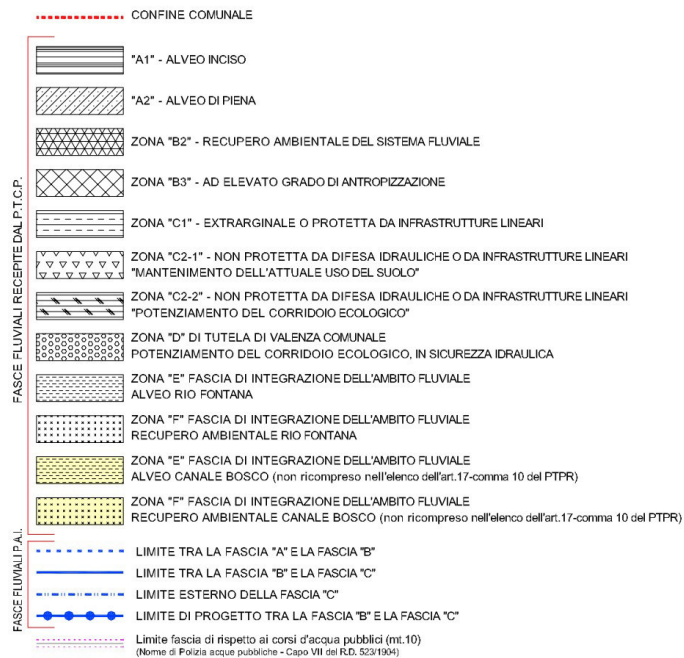 CONFINE COMUNALE
FASCE FLUVIALI RECEPITE DAL P.T.C.P.
"A1" - ALVEO INCISO
"A2" - ALVEO DI PIENA
ZONA "B2" - RECUPERO AMBIENTALE DEL SISTEMA FLUVIALE
ZONA "B3" - AD ELEVATO GRADO DI ANTROPIZZAZIONE
ZONA "C1" - EXTRARGINALE O PROTETTA DA INFRASTRUTTURE LINEARI
ZONA "C2-1" - NON PROTETTA DA DIFESA IDRAULICHE O DA INFRASTRUTTURE LINEARI
"MANTENIMENTO DELL'ATTUALE USO DEL SUOLO"
ZONA "C2-2" - NON PROTETTA DA DIFESA IDRAULICHE O DA INFRASTRUTTURE LINEARI
"POTENZIAMENTO DEL CORRIDOIO ECOLOGICO"
ZONA "D" DI TUTELA DI VALENZA COMUNALE
POTENZIAMENTO DEL CORRIDOIO ECOLOGICO, IN SICUREZZA IDRAULICA
ZONA "E" FASCIA DI INTEGRAZIONE DELL'AMBITO FLUVIALE
ALVEO RIO FONTANA
ZONA "F" FASCIA DI INTEGRAZIONE DELL'AMBITO FLUVIALE
RECUPERO AMBIENTALE RIO FONTANA
ZONA "E" FASCIA DI INTEGRAZIONE DELL'AMBITO FLUVIALE
ALVEO CANALE BOSCO (non ricompreso nell'elenco dell'art.17-comma 10 del PTPR)
ZONA "F" FASCIA DI INTEGRAZIONE DELL'AMBITO FLUVIALE
RECUPERO AMBIENTALE CANALE BOSCO (non ricompreso nell'elenco dell'art.17-comma 10 del PTPR)
FASCE FLUVIALI P.A.I.
LIMITE TRA LA FASCIA "A" E LA FASCIA "B"
LIMITE TRA LA FASCIA "B" E LA FASCIA "C"
LIMITE ESTERNO DELLA FASCIA "C"
LIMITE DI PROGETTO TRA LA FASCIA "B" E LA FASCIA "C"
Limite fascia di rispetto ai corsi d'acqua pubblici (mt.10)
(Norme di Polizia acque pubbliche - Capo VII del R.D. 523/1904)